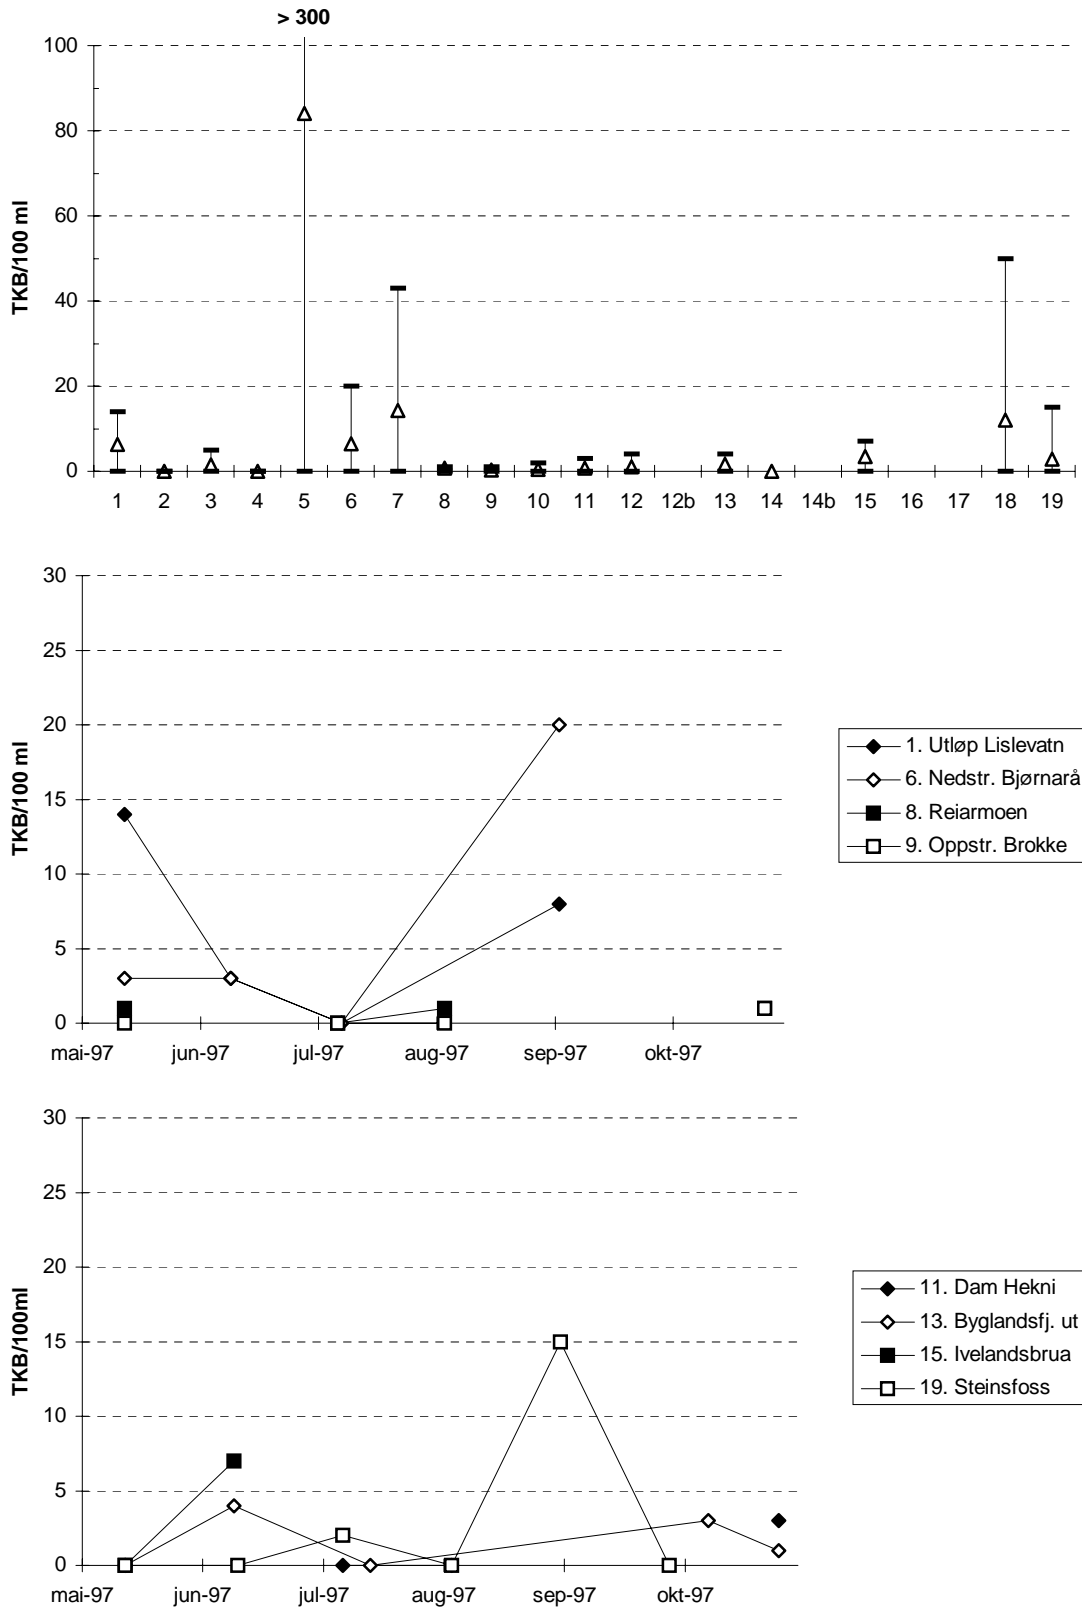 > 300
TKB/100 ml
100
80
60
40
20
0
1 2 3 4 5 6 7 8 9 10 11 12 12b 13 14 14b 15 16 17 18 19
TKB/100 ml
30
25
20
15
10
5
0
mai-97 jun-97 jul-97 aug-97 sep-97 okt-97
1. Utløp Lislevatn
6. Nedstr. Bjørnarå
8. Reiarmoen
9. Oppstr. Brokke
TKB/100ml
30
25
20
15
10
5
0
mai-97 jun-97 jul-97 aug-97 sep-97 okt-97
11. Dam Hekni
13. Byglandsfj. ut
15. Ivelandsbrua
19. Steinsfoss